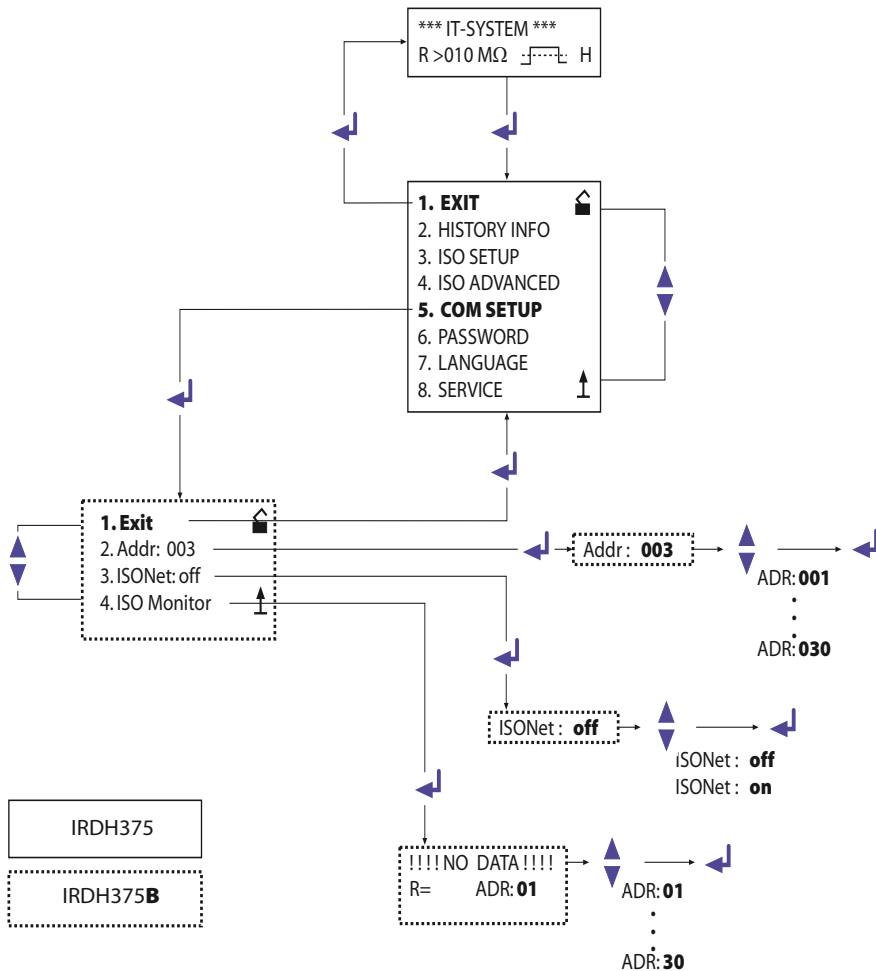 *** IT-SYSTEM ***
R >010 MΩ H
1. EXIT
2. HISTORY INFO
3. ISO SETUP
4. ISO ADVANCED
5. COM SETUP
6. PASSWORD
7. LANGUAGE
8. SERVICE
1. Exit
2. Addr: 003
3. ISONet: off
4. ISO Monitor
Addr : 003
ADR: 001
.
.
.
ADR: 030
ISONet : off
iSONet : off
ISONet : on
!!!! NO DATA !!!!
R= ADR: 01
ADR: 01
.
.
.
ADR: 30
IRDH375
IRDH375B